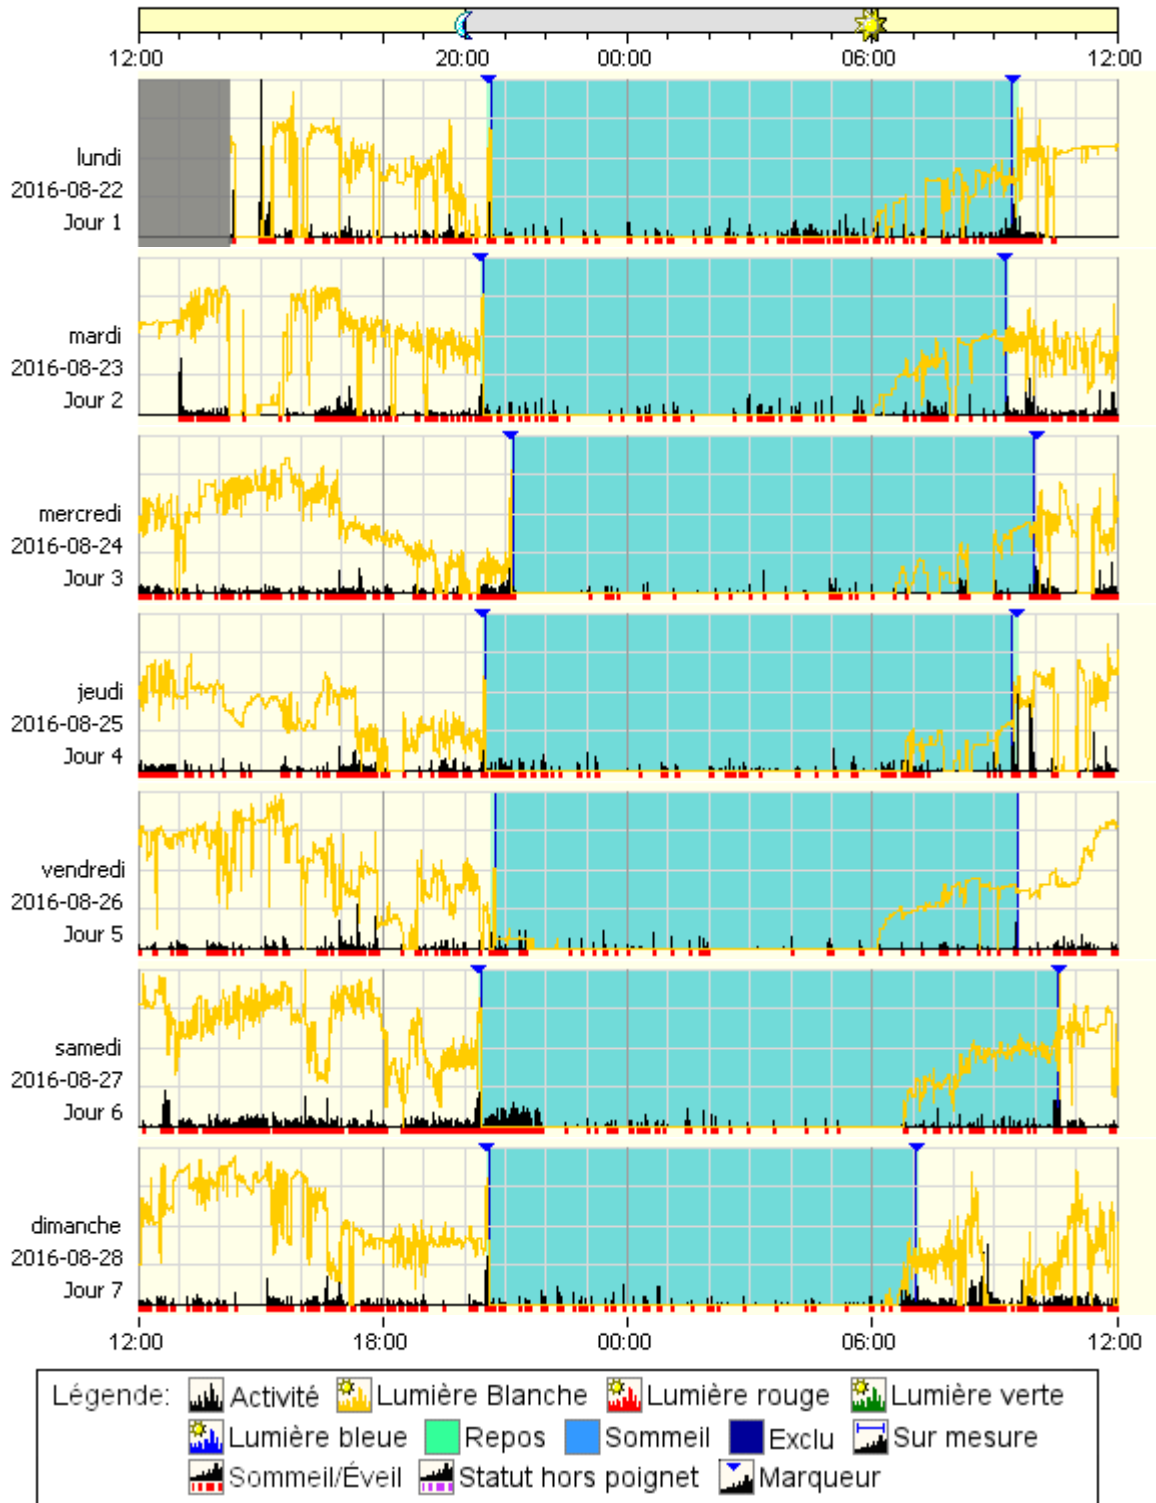 12:00 20:00 00:00 06:00 12:00
lundi
2016-08-22
Jour 1
mardi
2016-08-23
Jour 2
mercredi
2016-08-24
Jour 3
jeudi
2016-08-25
Jour 4
vendredi
2016-08-26
Jour 5
samedi
2016-08-27
Jour 6
dimanche
2016-08-28
Jour 7
12:00 18:00 00:00 06:00 12:00
Légende: Activité Lumière Blanche Lumière rouge Lumière verte
Lumière bleue Repos Sommeil Exclu Sur mesure
Sommeil/Éveil Statut hors poignet Marqueur